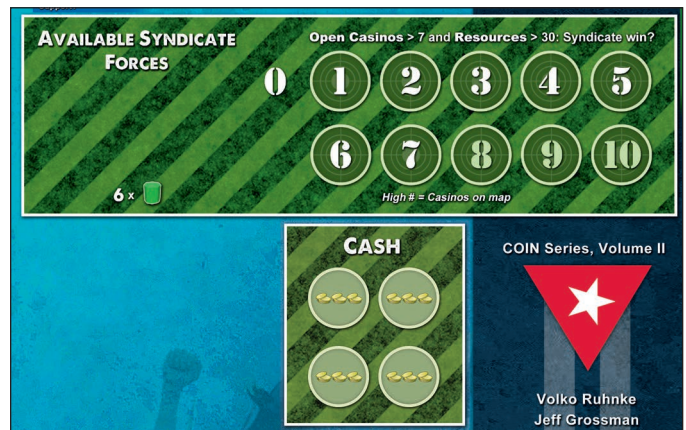 AVAILABLE SYNDICATE
FORCES
Open Casinos > 7 and Resources > 30: Syndicate win?
0 1 2 3 4 5
6 7 8 9 10
6 x
High # = Casinos on map
CASH
COIN Series, Volume II
Volko Ruhnke
Jeff Grossman